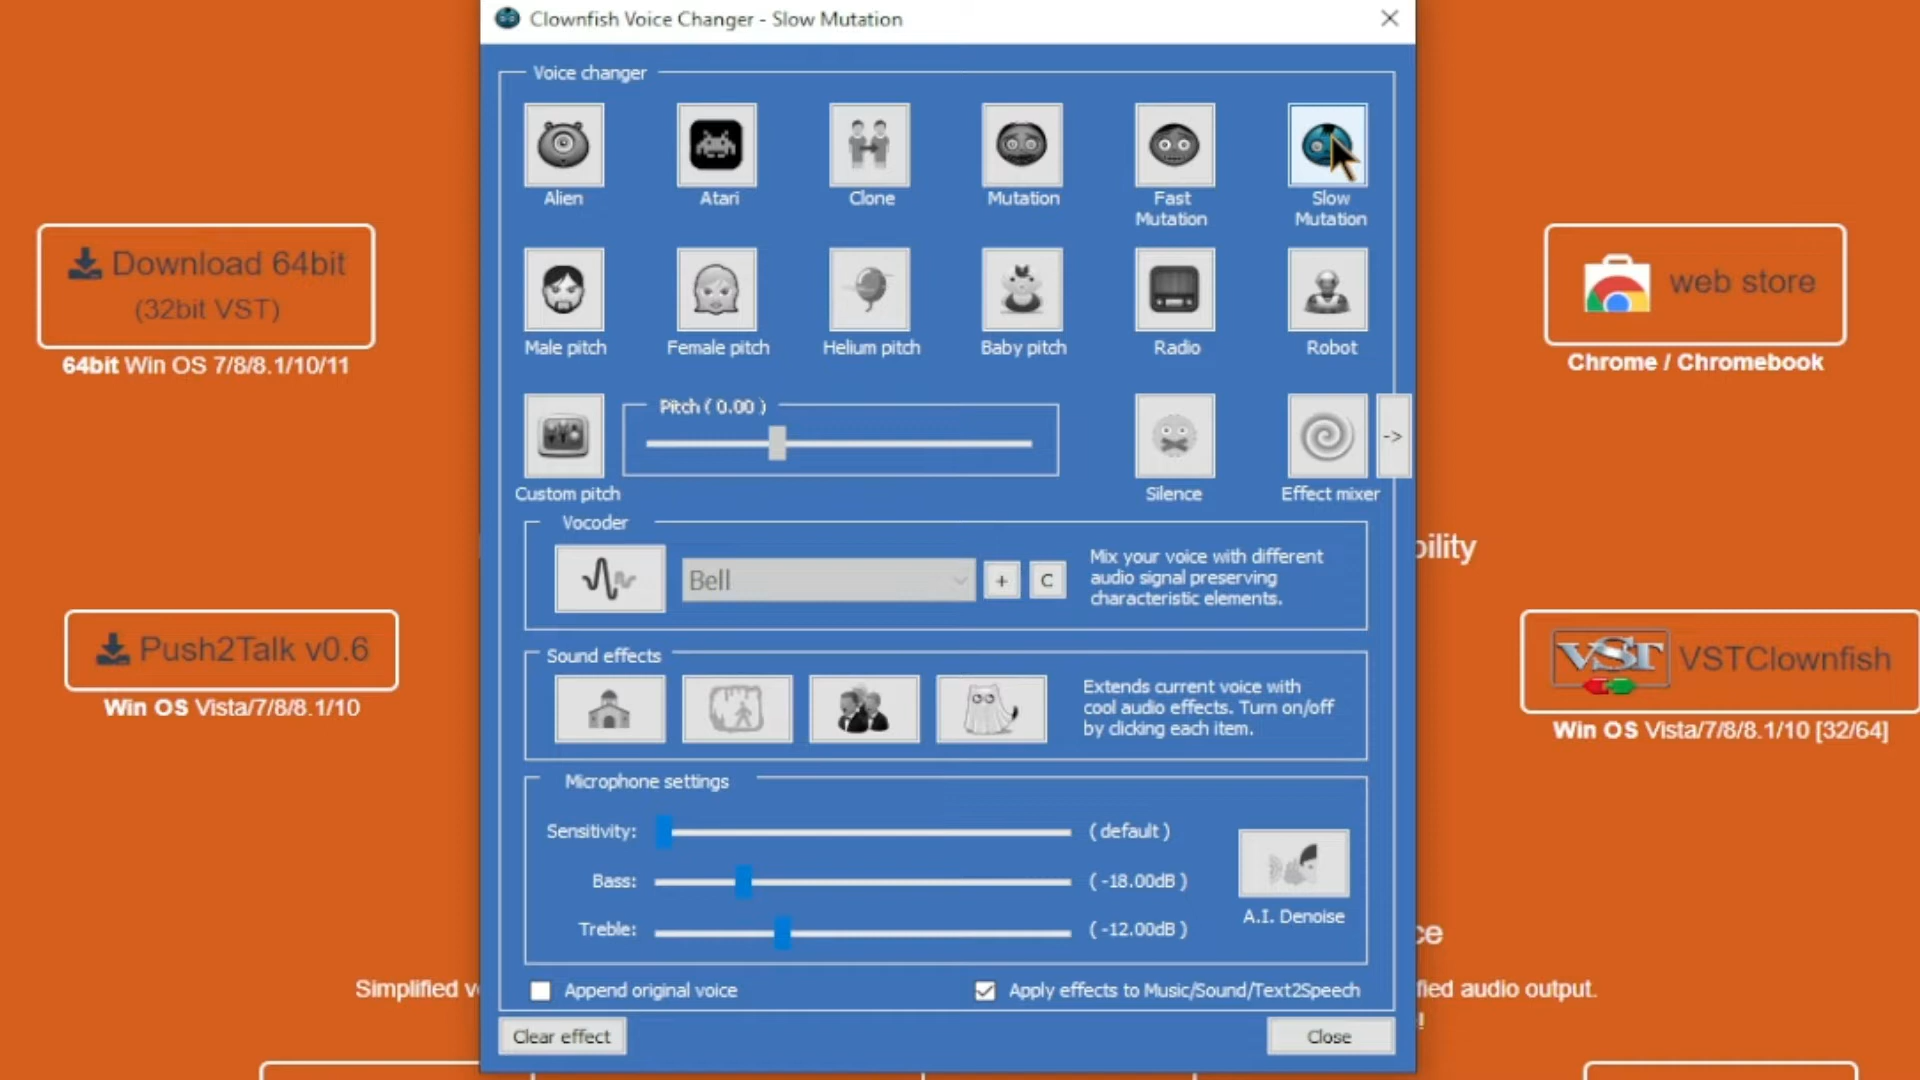 Clownfish Voice Changer - Slow Mutation
Voice changer
Alien
Atari
Clone
Mutation
Fast
Mutation
Slow
Mutation
Download 64bit
(32bit VST)
64bit Win OS 7/8/8.1/10/11
web store
Chrome / Chromebook
Male pitch
Female pitch
Helium pitch
Baby pitch
Radio
Robot
Pitch ( 0.00 )
->
Custom pitch
Silence
Effect mixer
Vocoder
Bell
+
C
Mix your voice with different
audio signal preserving
characteristic elements.
bility
Push2Talk v0.6
Win OS Vista/7/8/8.1/10
VST VSTClownfish
Win OS Vista/7/8/8.1/10 [32/64]
Sound effects
Extends current voice with
cool audio effects. Turn on/off
by clicking each item.
Microphone settings
Sensitivity:
( default )
Bass:
( -18.00dB )
Treble:
( -12.00dB )
A.I. Denoise
ce
Simplified v
Append original voice
Apply effects to Music/Sound/Text2Speech
fied audio output.
!
Clear effect
Close